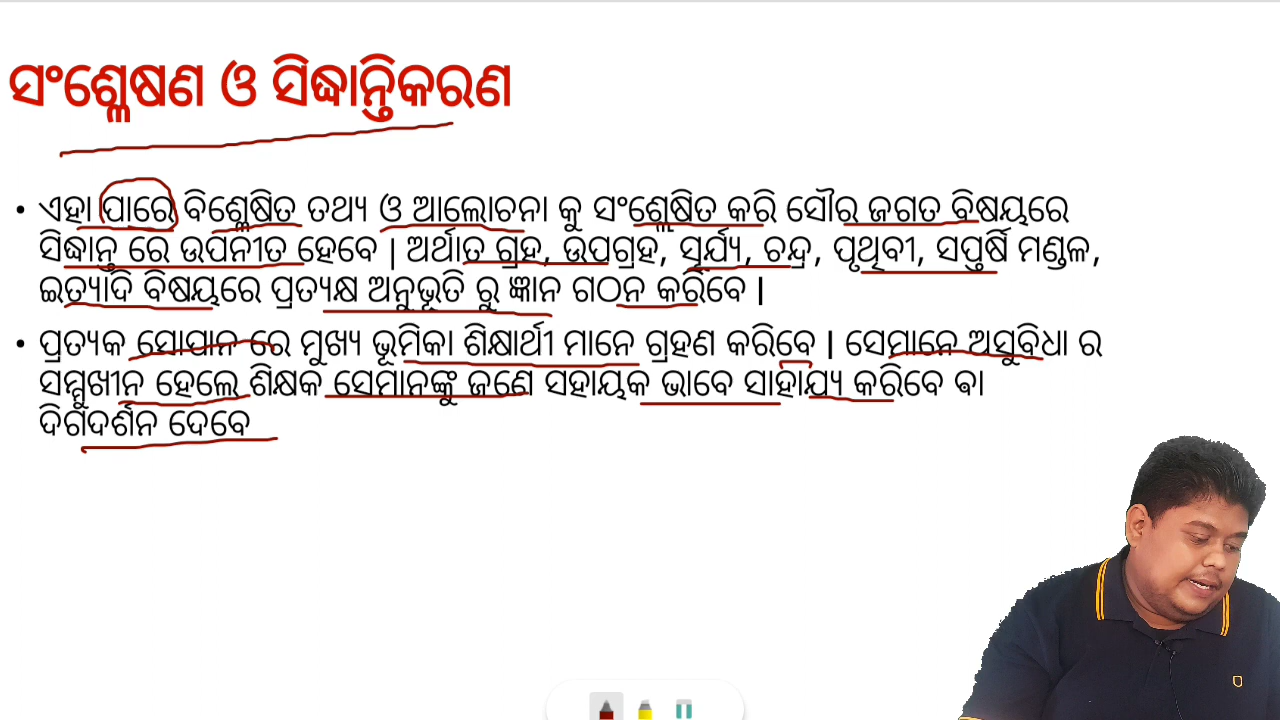 ସଂଶ୍ଳେଷଣ ଓ ସିଦ୍ଧାନ୍ତିକରଣ
• ଏହା ପାରେ ବିଶ୍ଳେଷିତ ତଥ୍ୟ ଓ ଆଲୋଚନା କୁ ସଂଶ୍ଳେଷିତ କରି ସୌର ଜଗତ ବିଷୟରେ
ସିଦ୍ଧାନ୍ତ ରେ ଉପନୀତ ହେବେ | ଅର୍ଥାତ ଗ୍ରହ, ଉପଗ୍ରହ, ସୂର୍ଯ୍ୟ, ଚନ୍ଦ୍ର, ପୃଥିବୀ, ସପ୍ତର୍ଷି ମଣ୍ଡଳ,
ଇତ୍ୟାଦି ବିଷୟରେ ପ୍ରତ୍ୟକ୍ଷ ଅନୁଭୂତି ରୁ ଜ୍ଞାନ ଗଠନ କରିବେ |
• ପ୍ରତ୍ୟକ ସୋପାନ ରେ ମୁଖ୍ୟ ଭୂମିକା ଶିକ୍ଷାର୍ଥୀ ମାନେ ଗ୍ରହଣ କରିବେ | ସେମାନେ ଅସୁବିଧା ର
ସମ୍ମୁଖୀନ ହେଲେ ଶିକ୍ଷକ ସେମାନଙ୍କୁ ଜଣେ ସହାୟକ ଭାବେ ସାହାଯ୍ୟ କରିବେ ଵା
ଦିଗଦର୍ଶନ ଦେବେ